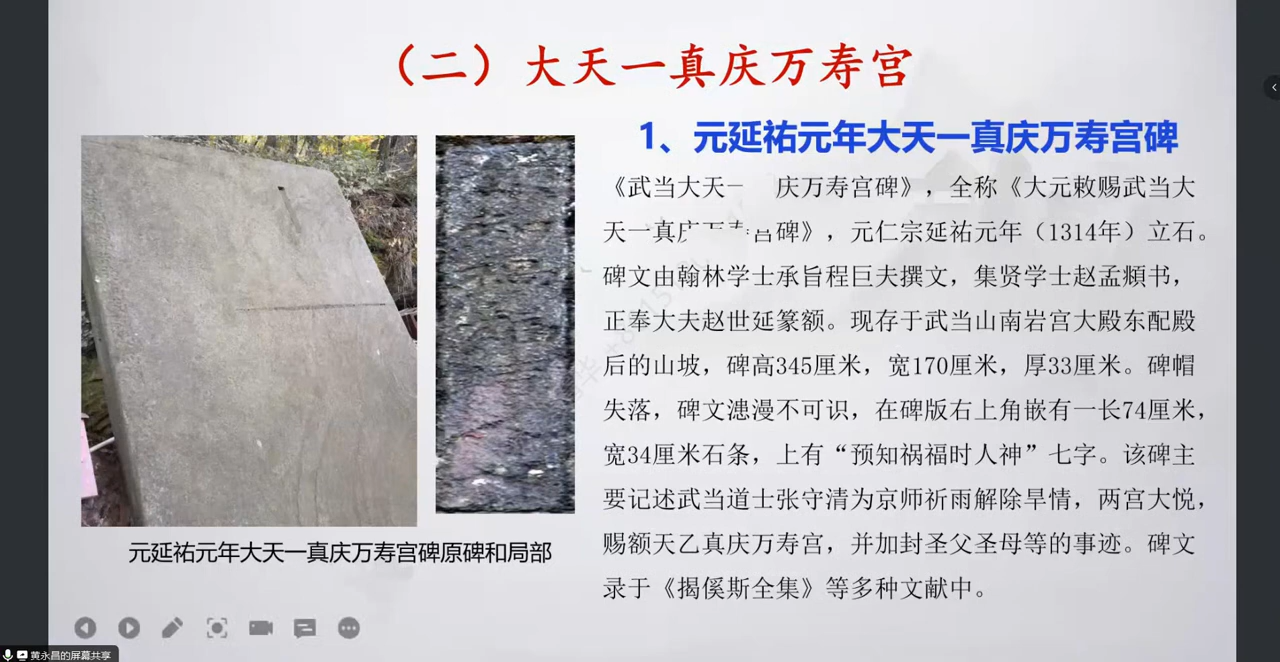 （二）大天一真庆万寿宫
1、元延祐元年大天一真庆万寿宫碑
《武当大天一 庆万寿宫碑》，全称《大元敕赐武当大
天一真庆万寿宫碑》，元仁宗延祐元年（1314年）立石。
碑文由翰林学士承旨程巨夫撰文，集贤学士赵孟頫书，
正奉大夫赵世延篆额。现存于武当山南岩宫大殿东配殿
后的山坡，碑高345厘米，宽170厘米，厚33厘米。碑帽
失落，碑文漶漫不可识，在碑版右上角嵌有一长74厘米，
宽34厘米石条，上有“预知祸福时人神”七字。该碑主
要记述武当道士张守清为京师祈雨解除旱情，两宫大悦，
赐额天乙真庆万寿宫，并加封圣父圣母等的事迹。碑文
录于《揭傒斯全集》等多种文献中。
元延祐元年大天一真庆万寿宫碑原碑和局部
黄永昌的屏幕共享